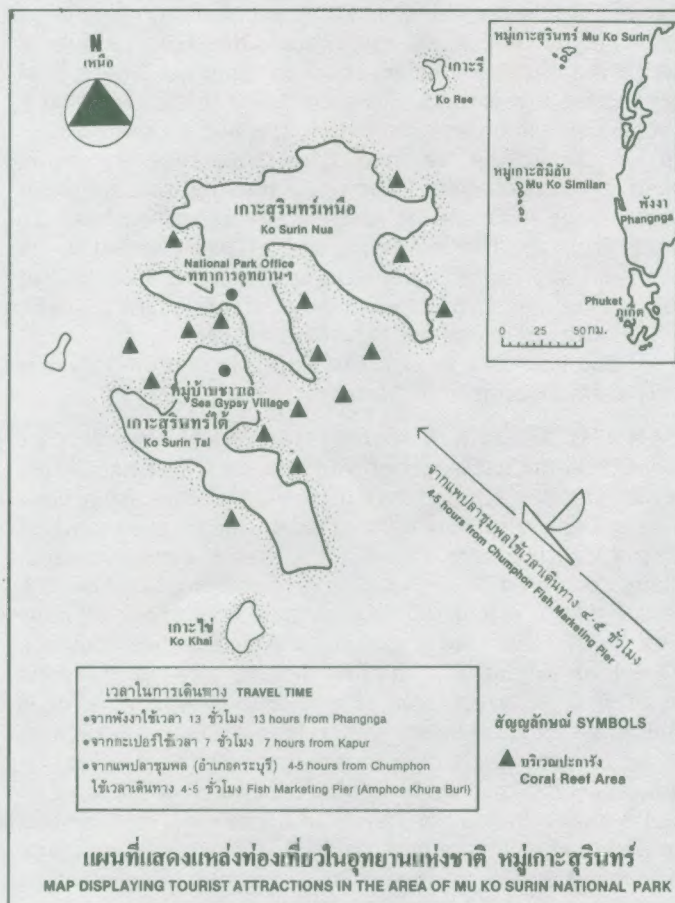 N
เหนือ
เกาะรี
Ko Ree
หมู่เกาะสุรินทร์ Mu Ko Surin
หมู่เกาะสิมิลัน
Mu Ko Similan
พังงา
Phangnga
Phuket
ภูเก็ต
0 25 50 กม.
เกาะสุรินทร์เหนือ
Ko Surin Nua
National Park Office
ที่ทำการอุทยานฯ
หมู่บ้านชาวเล
Sea Gypsy Village
เกาะสุรินทร์ใต้
Ko Surin Tai
จากแพปลาชุมพลใช้เวลาเดินทาง ๔-๕ ชั่วโมง
4-5 hours from Chumphon Fish Marketing Pier
เกาะไข่
Ko Khai
เวลาในการเดินทาง TRAVEL TIME
●จากพังงาใช้เวลา 13 ชั่วโมง 13 hours from Phangnga
●จากกะเปอร์ใช้เวลา 7 ชั่วโมง 7 hours from Kapur
●จากแพปลาชุมพล (อำเภอคุระบุรี) 4-5 hours from Chumphon
ใช้เวลาเดินทาง 4-5 ชั่วโมง Fish Marketing Pier (Amphoe Khura Buri)
สัญญลักษณ์ SYMBOLS
บริเวณปะการัง
Coral Reef Area
แผนที่แสดงแหล่งท่องเที่ยวในอุทยานแห่งชาติ หมู่เกาะสุรินทร์
MAP DISPLAYING TOURIST ATTRACTIONS IN THE AREA OF MU KO SURIN NATIONAL PARK